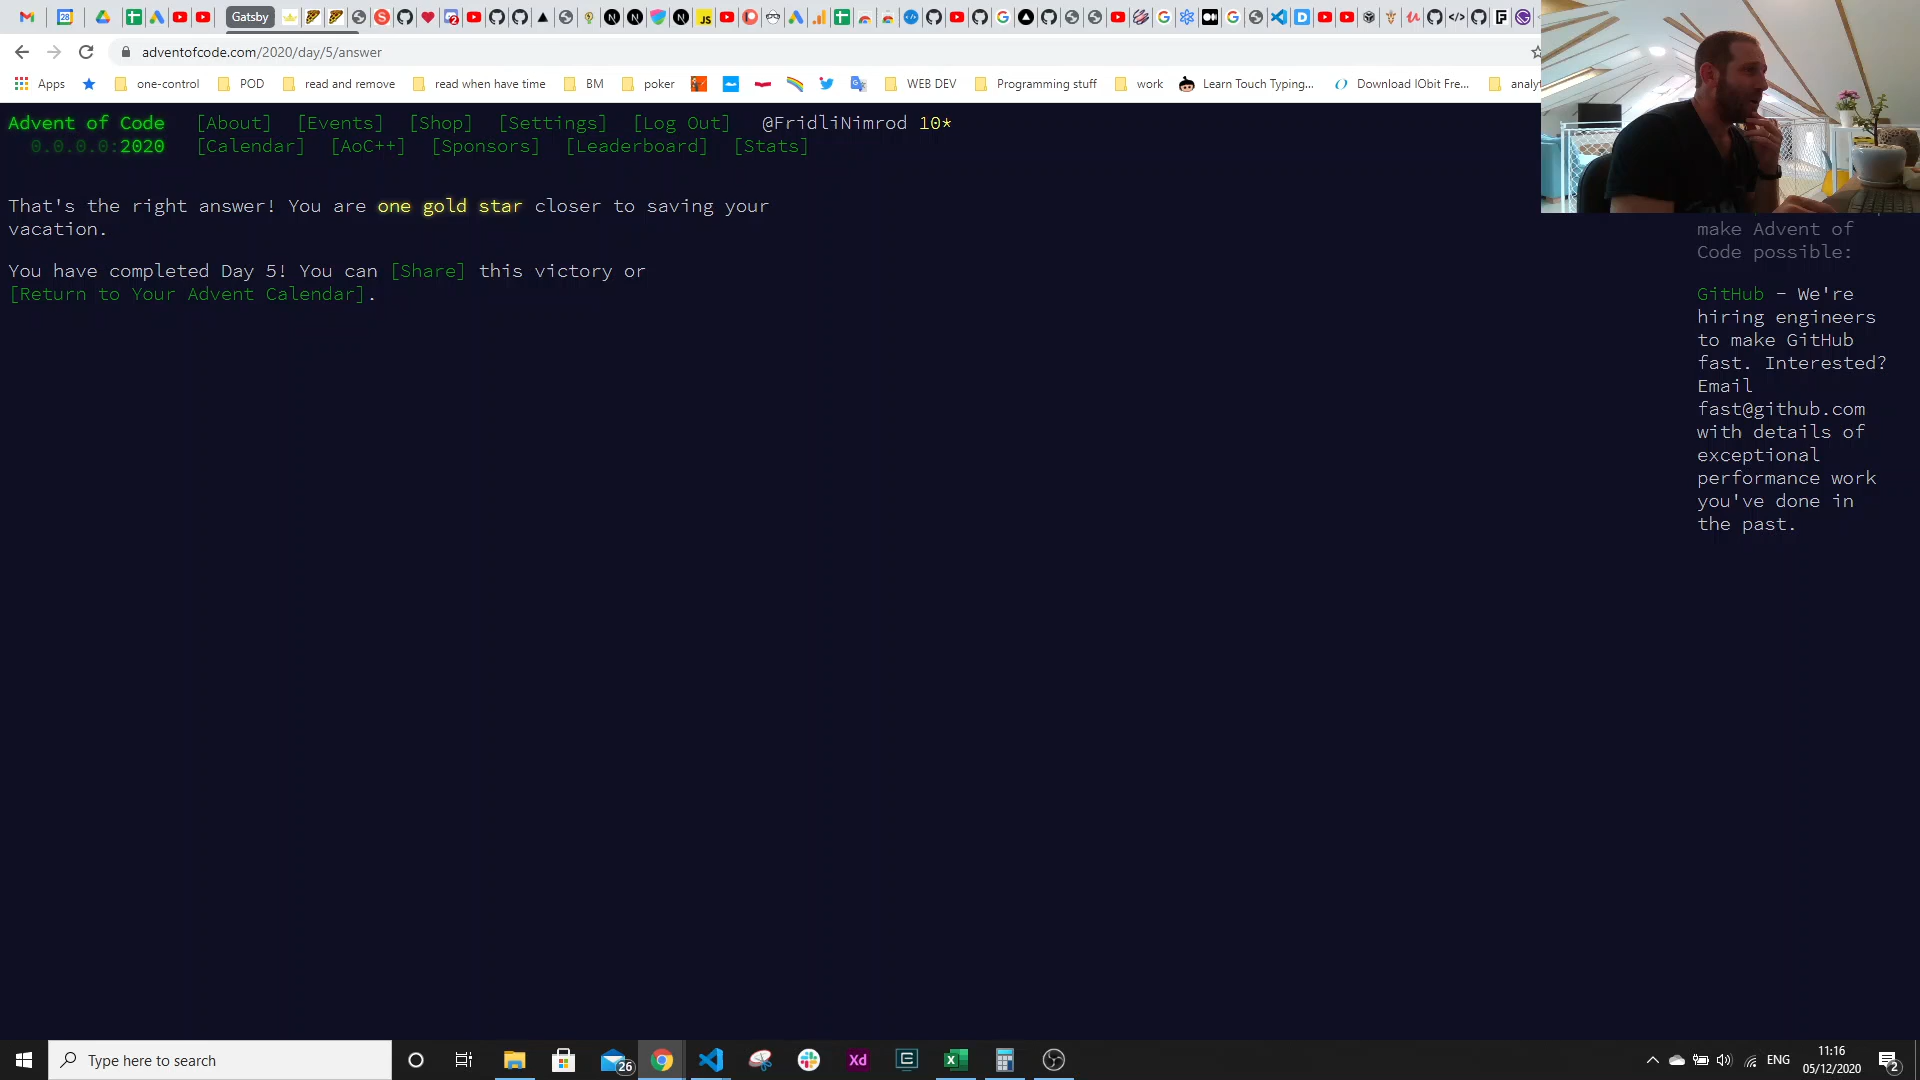 Gatsby
adventofcode.com/2020/day/5/answer
Apps one-control POD read and remove read when have time BM poker WEB DEV Programming stuff work Learn Touch Typing... Download IObit Fre... analy
Advent of Code [About] [Events] [Shop] [Settings] [Log Out] @FridliNimrod 10*
0.0.0.0:2020 [Calendar] [AoC++] [Sponsors] [Leaderboard] [Stats]
That's the right answer! You are one gold star closer to saving your
vacation.
You have completed Day 5! You can [Share] this victory or
[Return to Your Advent Calendar].
make Advent of
Code possible:
GitHub - We're
hiring engineers
to make GitHub
fast. Interested?
Email
fast@github.com
with details of
exceptional
performance work
you've done in
the past.
Type here to search
26
Xd
ENG
11:16
05/12/2020
2